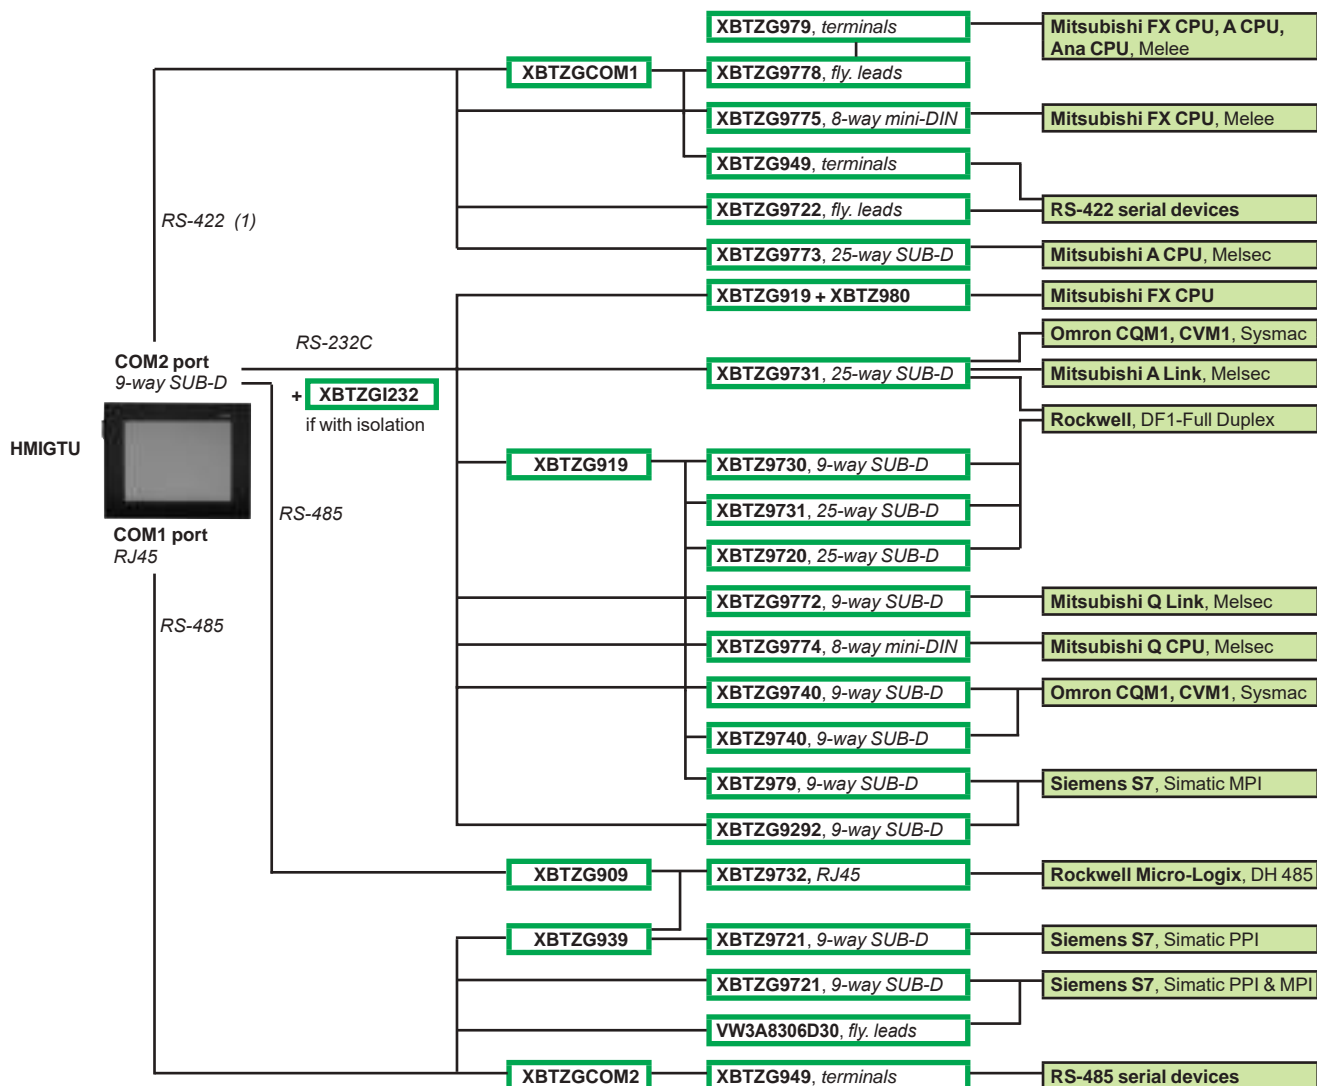 XBTZG979, terminals
Mitsubishi FX CPU, A CPU,
Ana CPU, Melee
XBTZGCOM1
XBTZG9778, fly. leads
XBTZG9775, 8-way mini-DIN
Mitsubishi FX CPU, Melee
XBTZG949, terminals
RS-422 (1)
XBTZG9722, fly. leads
RS-422 serial devices
XBTZG9773, 25-way SUB-D
Mitsubishi A CPU, Melsec
XBTZG919 + XBTZ980
Mitsubishi FX CPU
RS-232C
Omron CQM1, CVM1, Sysmac
COM2 port
9-way SUB-D
XBTZG9731, 25-way SUB-D
Mitsubishi A Link, Melsec
+ XBTZGI232
if with isolation
Rockwell, DF1-Full Duplex
HMIGTU
XBTZG919
XBTZ9730, 9-way SUB-D
RS-485
XBTZ9731, 25-way SUB-D
COM1 port
RJ45
XBTZ9720, 25-way SUB-D
XBTZG9772, 9-way SUB-D
Mitsubishi Q Link, Melsec
RS-485
XBTZG9774, 8-way mini-DIN
Mitsubishi Q CPU, Melsec
XBTZG9740, 9-way SUB-D
Omron CQM1, CVM1, Sysmac
XBTZ9740, 9-way SUB-D
XBTZ979, 9-way SUB-D
Siemens S7, Simatic MPI
XBTZG9292, 9-way SUB-D
XBTZG909
XBTZ9732, RJ45
Rockwell Micro-Logix, DH 485
XBTZG939
XBTZ9721, 9-way SUB-D
Siemens S7, Simatic PPI
XBTZG9721, 9-way SUB-D
Siemens S7, Simatic PPI & MPI
VW3A8306D30, fly. leads
XBTZGCOM2
XBTZG949, terminals
RS-485 serial devices